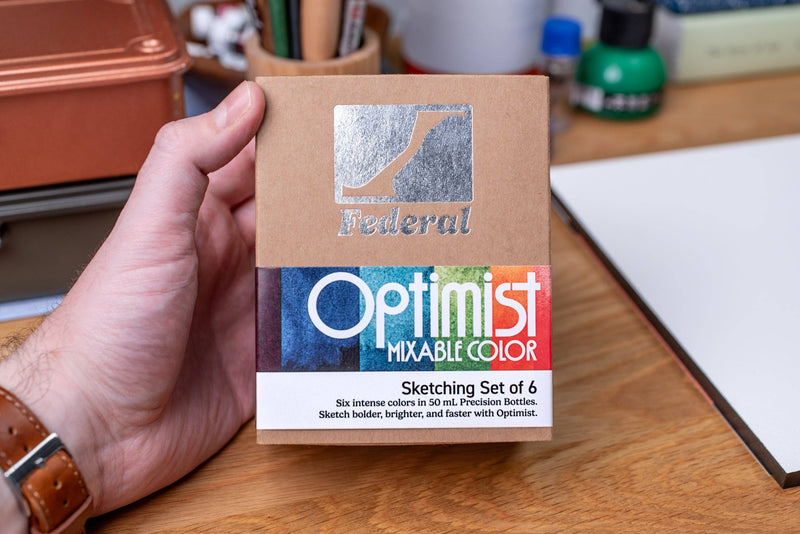 Federal
Optimist
MIXABLE COLOR
Sketching Set of 6
Six intense colors in 50 mL Precision Bottles.
Sketch bolder, brighter, and faster with Optimist.